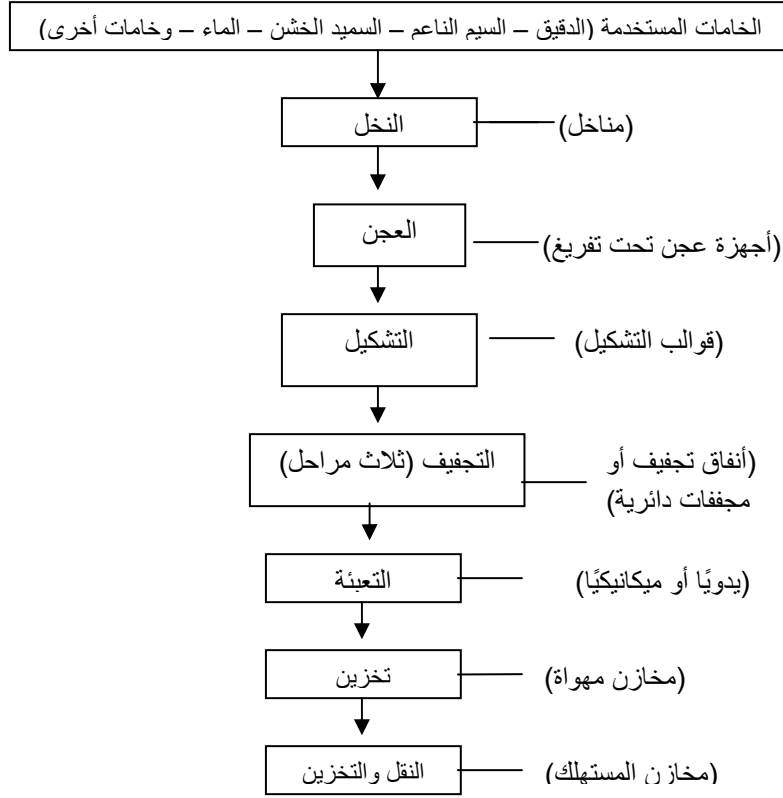 الخامات المستخدمة (الدقيق – السيم الناعم – السميد الخشن – الماء – وخامات أخرى)
النخل
(مناخل)
العجن
(أجهزة عجن تحت تفريغ)
التشكيل
(قوالب التشكيل)
التجفيف (ثلاث مراحل)
(أنفاق تجفيف أو
مجففات دائرية)
التعبئة
(يدويًا أو ميكانيكيًا)
تخزين
(مخازن مهواة)
النقل والتخزين
(مخازن المستهلك)